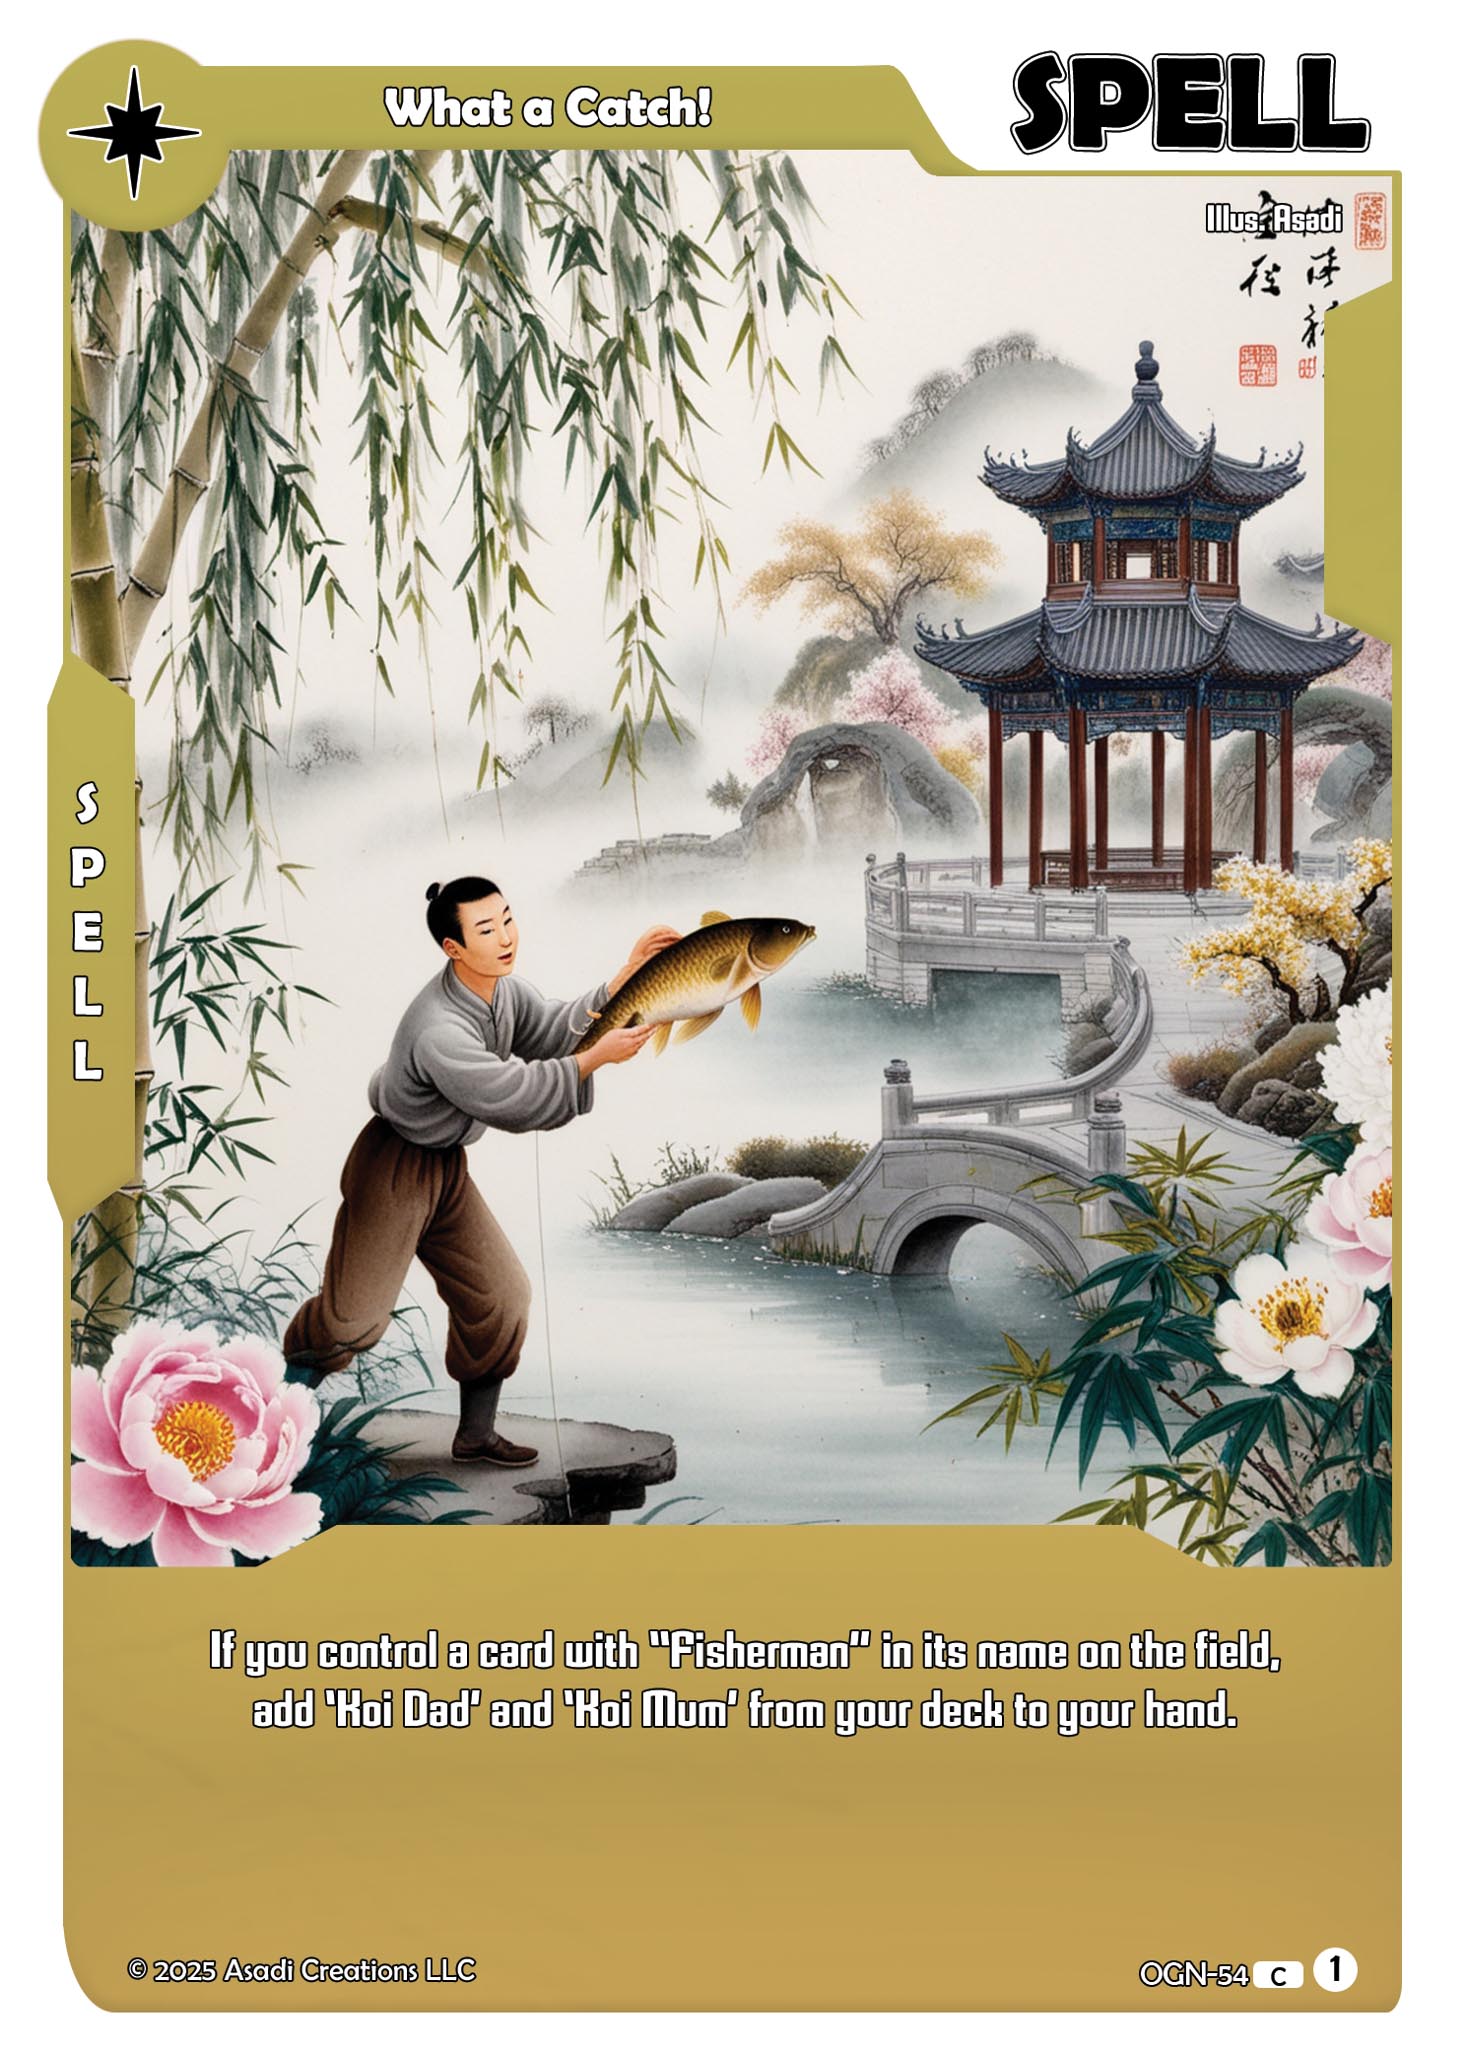 What a Catch!
SPELL
Illus. Asadi
S
P
E
L
L
If you control a card with "Fisherman" in its name on the field,
add 'Koi Dad' and 'Koi Mum' from your deck to your hand.
© 2025 Asadi Creations LLC
OGN-54 C 1